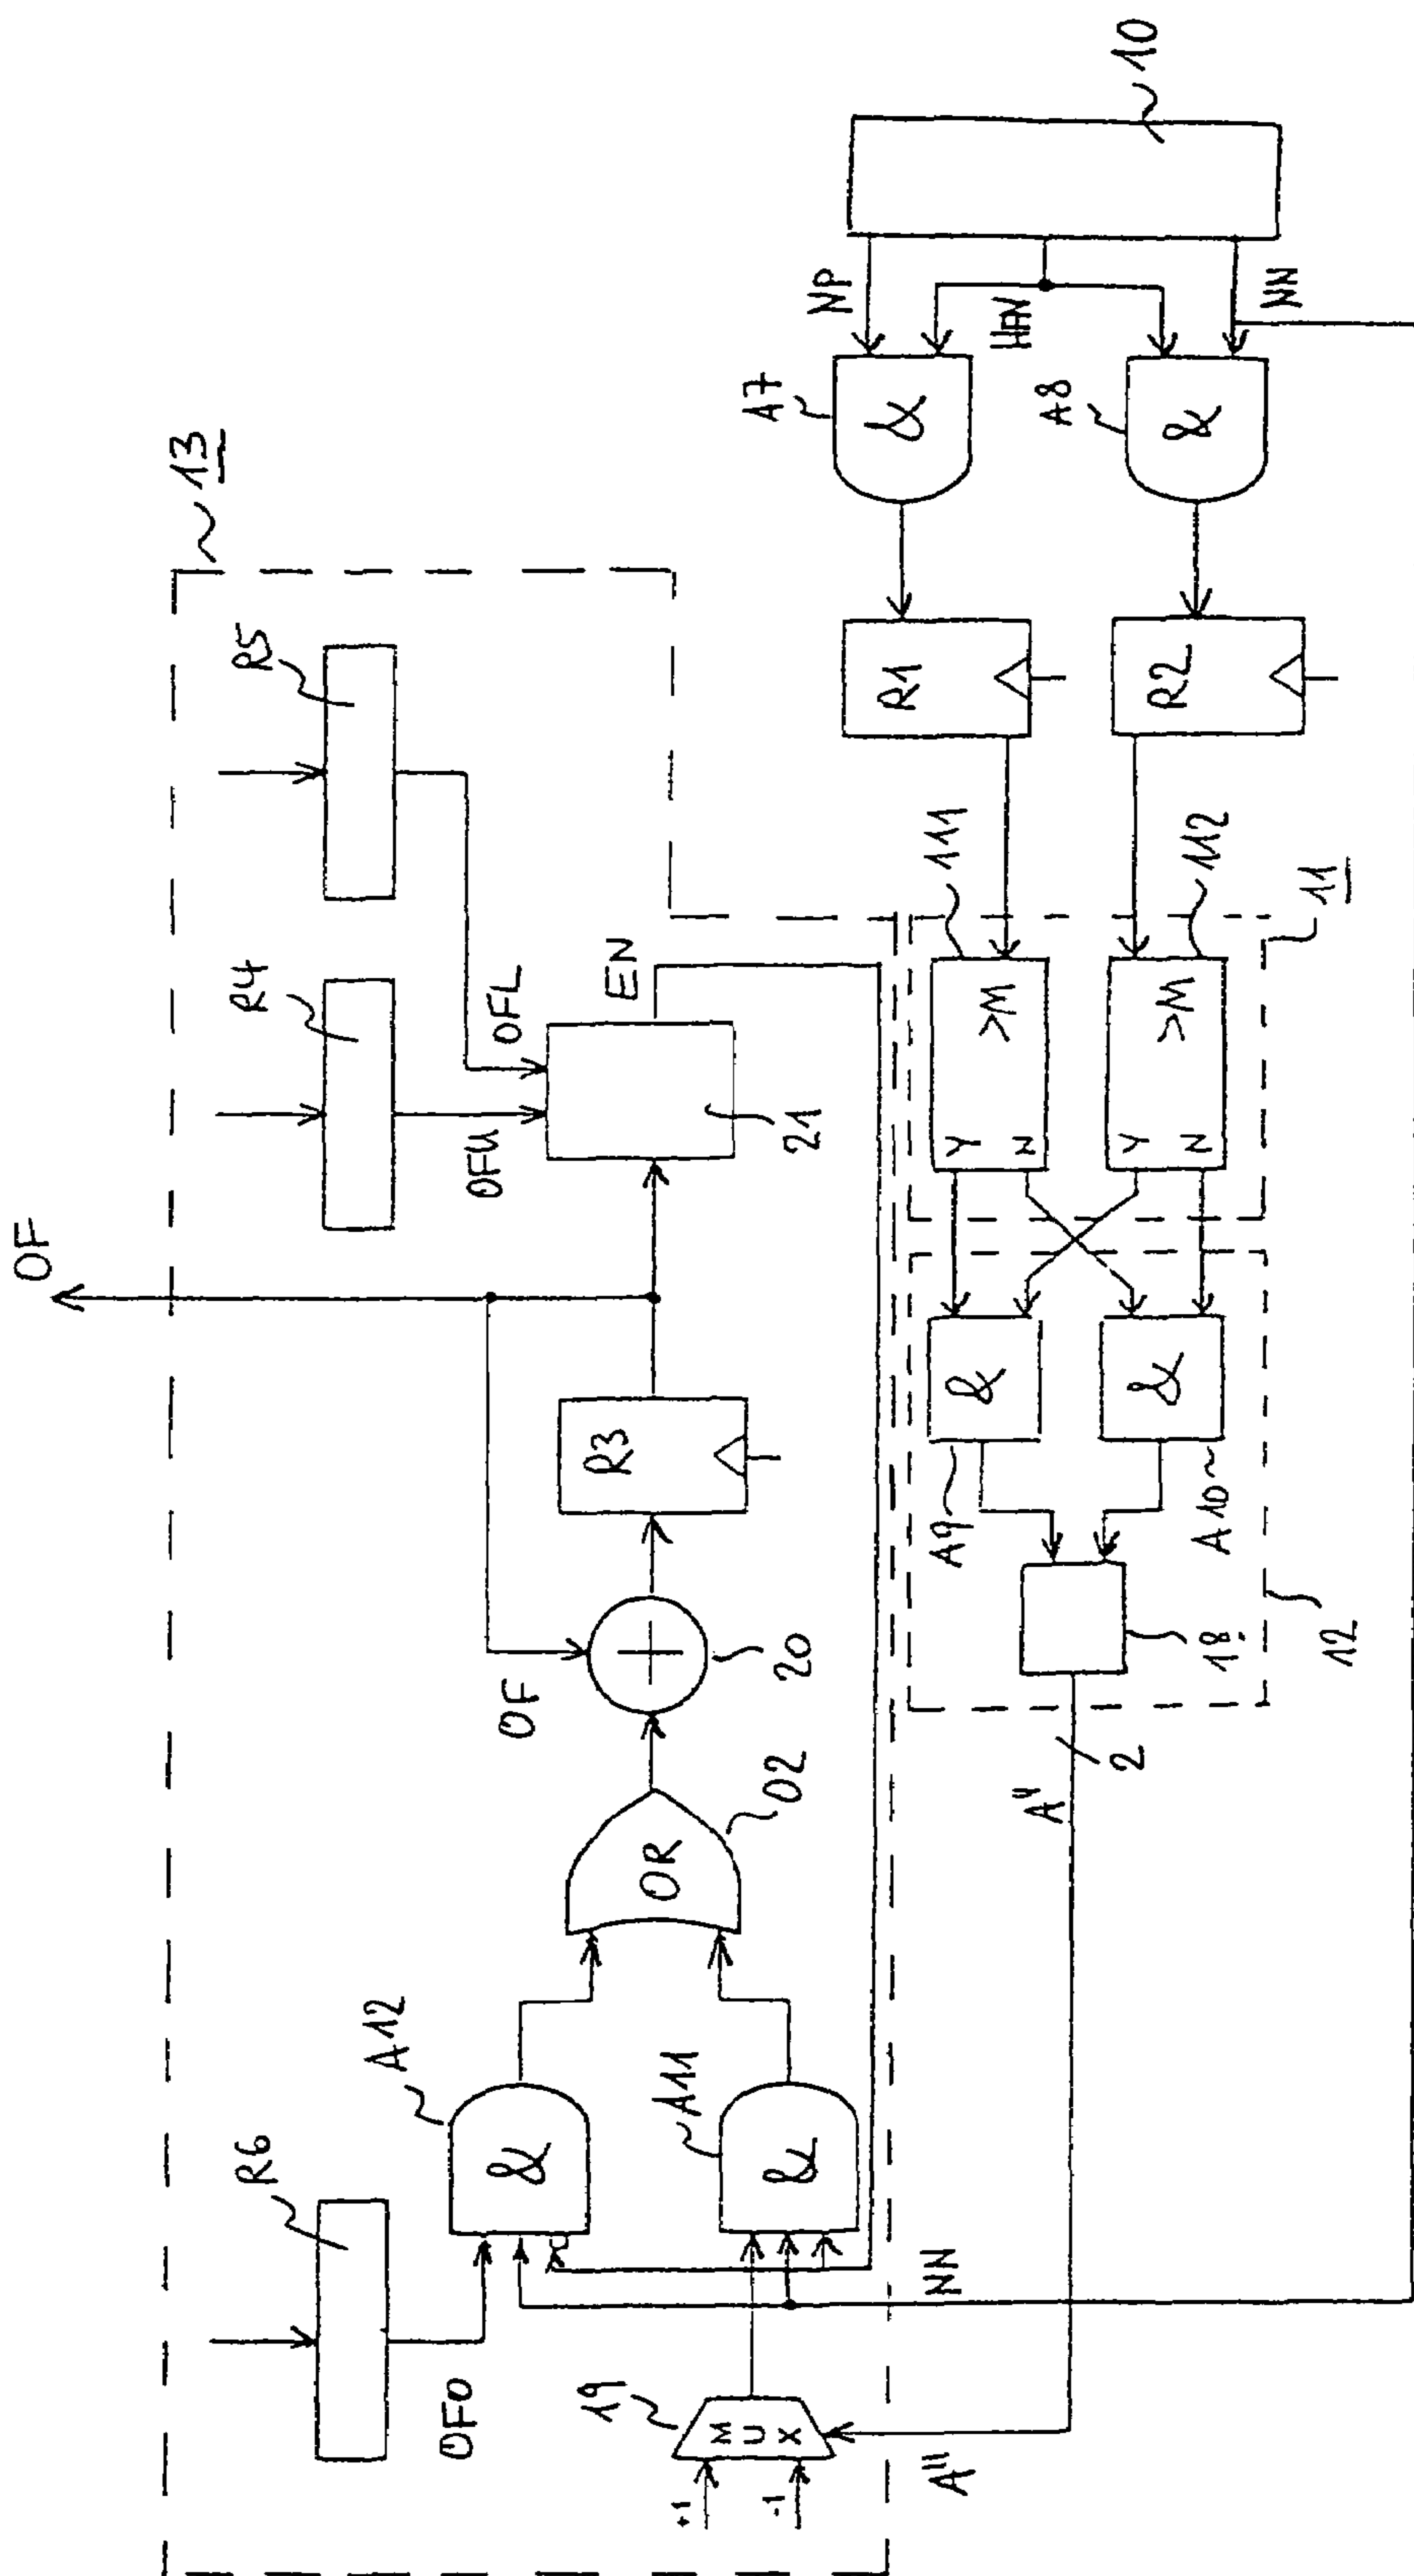 13
R6
R4
R5
OF
OFO
A12
OFU
OFL
EN
&
19
MUX
+1
-1
A11
&
OR
O2
OF
20
R3
21
NN
A"
A"
2
18
12
A9
&
A10
&
11
111
Y
N
>M
112
Y
N
>M
R1
R2
A7
&
A8
&
NP
HFN
NN
10